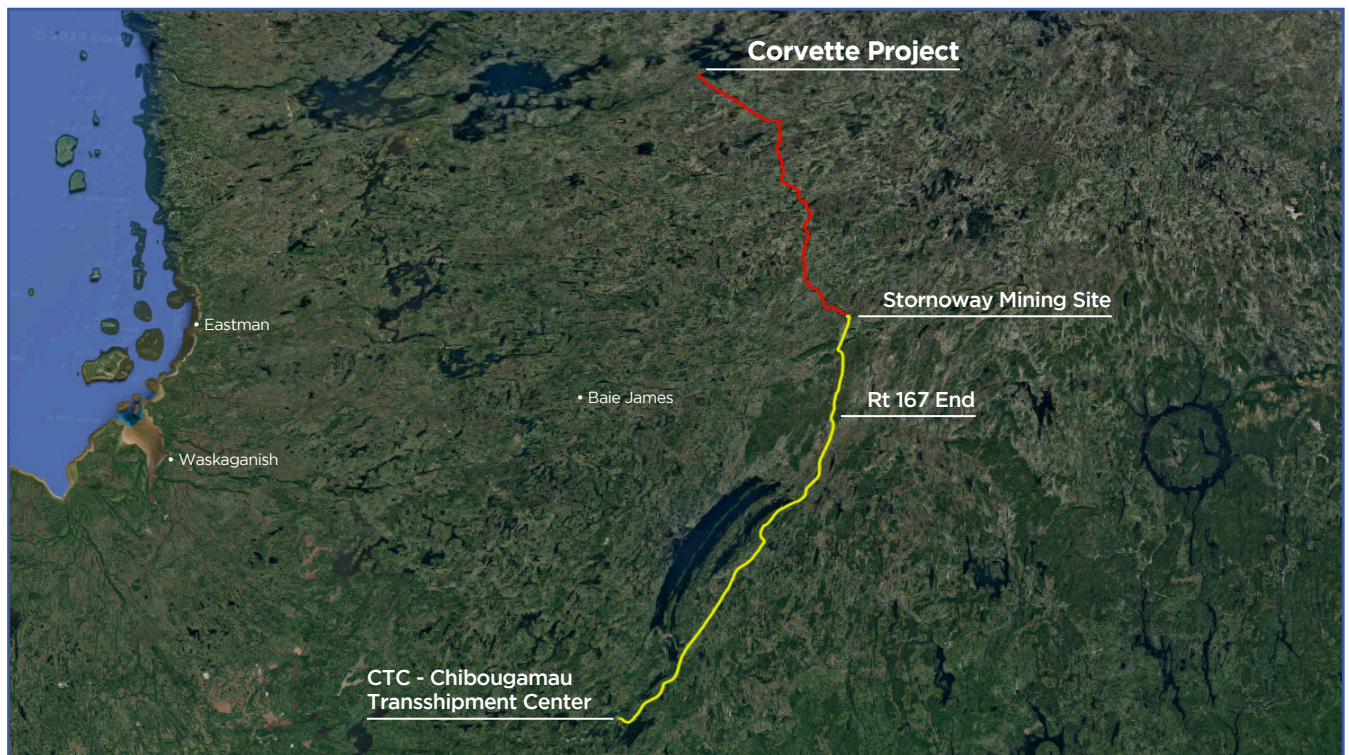 Corvette Project
Stornoway Mining Site
• Eastman
• Baie James
Rt 167 End
• Waskaganish
CTC - Chibougamau
Transshipment Center